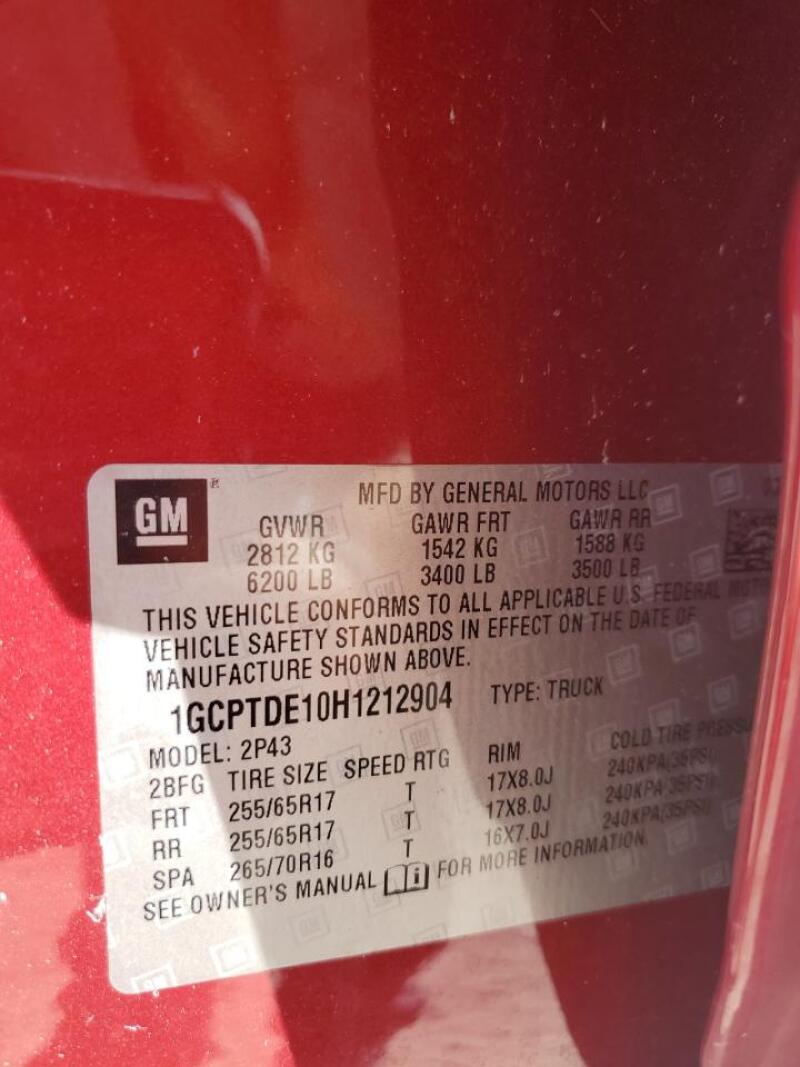 GM ®
MFD BY GENERAL MOTORS LLC
GVWR GAWR FRT GAWR RR
2812 KG 1542 KG 1588 KG
6200 LB 3400 LB 3500 LB
THIS VEHICLE CONFORMS TO ALL APPLICABLE U.S. FEDERAL MOTOR
VEHICLE SAFETY STANDARDS IN EFFECT ON THE DATE OF
MANUFACTURE SHOWN ABOVE.
1GCPTDE10H1212904 TYPE: TRUCK
MODEL: 2P43
2BFG TIRE SIZE SPEED RTG RIM COLD TIRE
FRT 255/65R17 T 17X8.0J 240KPA(35PSI)
RR 255/65R17 T 17X8.0J 240KPA(35PSI)
SPA 265/70R16 T 16X7.0J 240KPA(35PSI)
SEE OWNER'S MANUAL i FOR MORE INFORMATION.